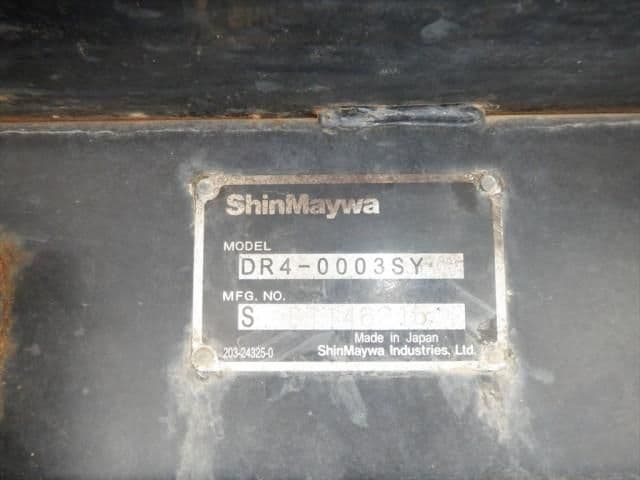 ShinMaywa
MODEL
DR4-0003SY
MFG. NO.
S
Made in Japan
203-24325-0 ShinMaywa Industries, Ltd.